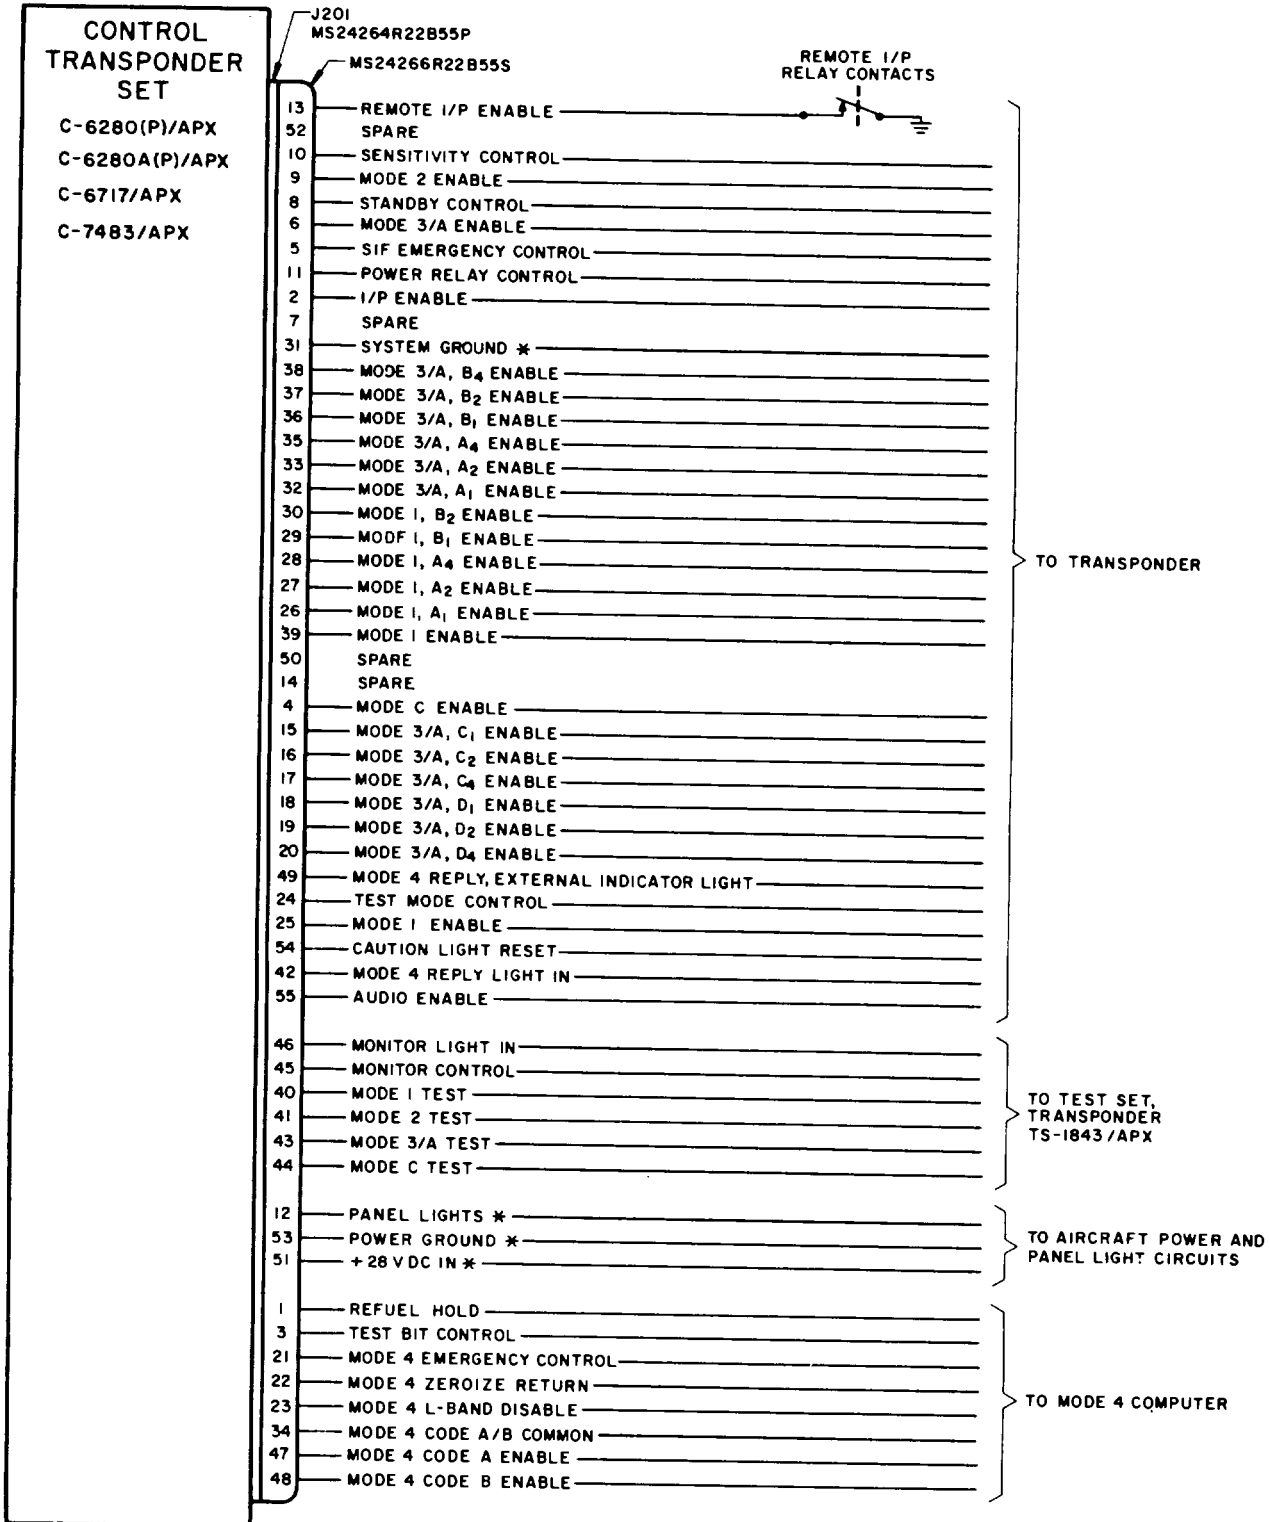 CONTROL
TRANSPONDER
SET
C-6280(P)/APX
C-6280A(P)/APX
C-6717/APX
C-7483/APX
J201
MS24264R22B55P
MS24266R22B55S
REMOTE I/P
RELAY CONTACTS
13 REMOTE I/P ENABLE
52 SPARE
10 SENSITIVITY CONTROL
9 MODE 2 ENABLE
8 STANDBY CONTROL
6 MODE 3/A ENABLE
5 SIF EMERGENCY CONTROL
11 POWER RELAY CONTROL
2 I/P ENABLE
7 SPARE
31 SYSTEM GROUND *
38 MODE 3/A, B4 ENABLE
37 MODE 3/A, B2 ENABLE
36 MODE 3/A, B1 ENABLE
35 MODE 3/A, A4 ENABLE
33 MODE 3/A, A2 ENABLE
32 MODE 3/A, A1 ENABLE
30 MODE 1, B2 ENABLE
29 MODF 1, B1 ENABLE
28 MODE 1, A4 ENABLE
27 MODE 1, A2 ENABLE
26 MODE 1, A1 ENABLE
39 MODE 1 ENABLE
50 SPARE
14 SPARE
4 MODE C ENABLE
15 MODE 3/A, C1 ENABLE
16 MODE 3/A, C2 ENABLE
17 MODE 3/A, C4 ENABLE
18 MODE 3/A, D1 ENABLE
19 MODE 3/A, D2 ENABLE
20 MODE 3/A, D4 ENABLE
49 MODE 4 REPLY, EXTERNAL INDICATOR LIGHT
24 TEST MODE CONTROL
25 MODE 1 ENABLE
54 CAUTION LIGHT RESET
42 MODE 4 REPLY LIGHT IN
55 AUDIO ENABLE
TO TRANSPONDER
46 MONITOR LIGHT IN
45 MONITOR CONTROL
40 MODE 1 TEST
41 MODE 2 TEST
43 MODE 3/A TEST
44 MODE C TEST
TO TEST SET,
TRANSPONDER
TS-1843/APX
12 PANEL LIGHTS *
53 POWER GROUND *
51 +28 V DC IN *
TO AIRCRAFT POWER AND
PANEL LIGHT CIRCUITS
1 REFUEL HOLD
3 TEST BIT CONTROL
21 MODE 4 EMERGENCY CONTROL
22 MODE 4 ZEROIZE RETURN
23 MODE 4 L-BAND DISABLE
34 MODE 4 CODE A/B COMMON
47 MODE 4 CODE A ENABLE
48 MODE 4 CODE B ENABLE
TO MODE 4 COMPUTER